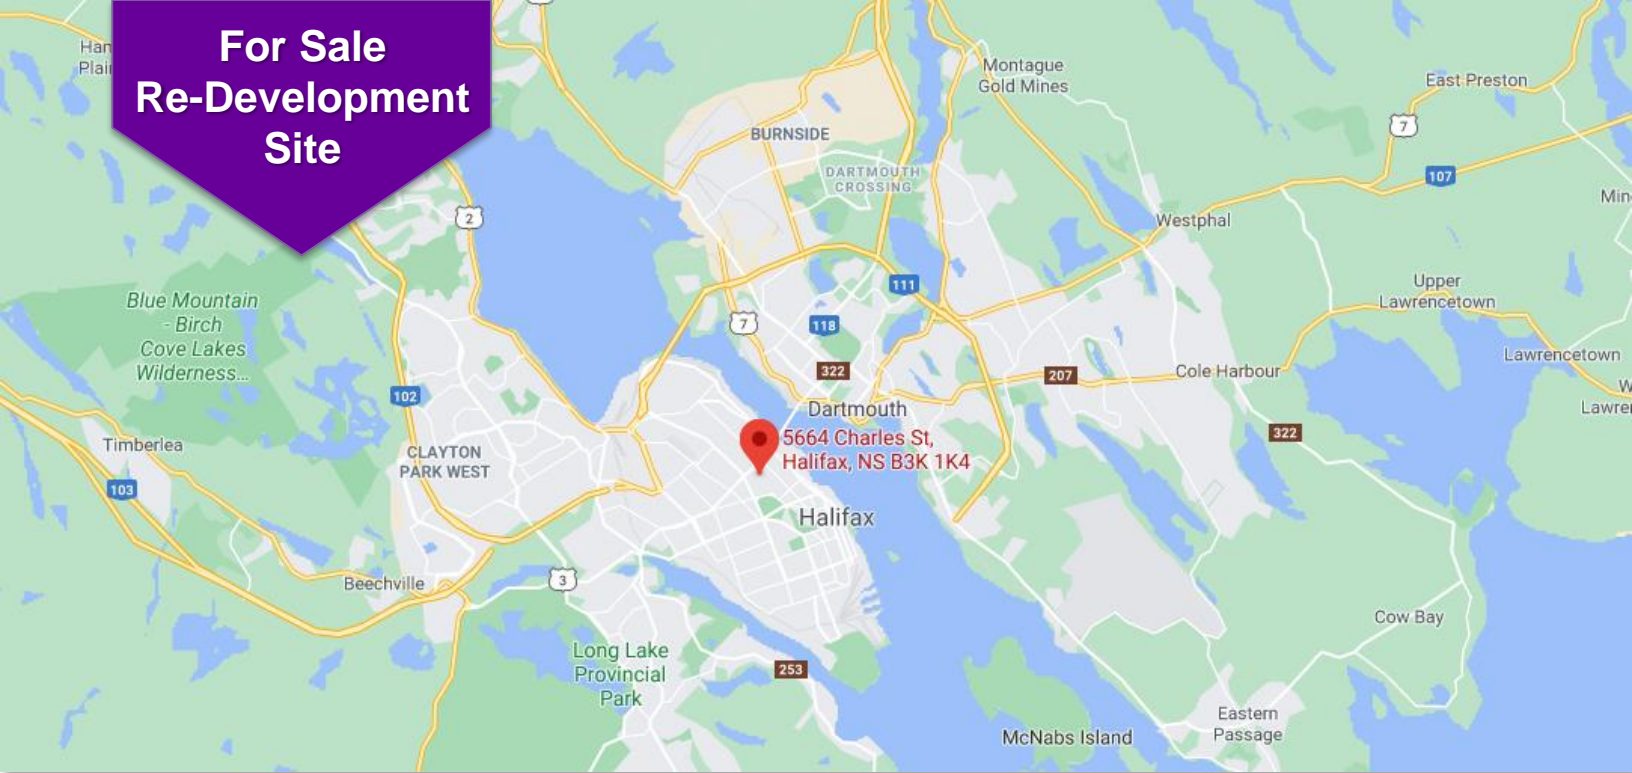 For Sale
Re-Development
Site
Montague
Gold Mines
East Preston
7
BURNSIDE
DARTMOUTH
CROSSING
107
2
Westphal
111
Upper
Lawrencetown
Blue Mountain
- Birch
Cove Lakes
Wilderness...
7
118
322
207
Cole Harbour
Lawrencetown
102
Dartmouth
5664 Charles St,
Halifax, NS B3K 1K4
322
Timberlea
CLAYTON
PARK WEST
103
Halifax
Beechville
3
Cow Bay
Long Lake
Provincial
Park
253
McNabs Island
Eastern
Passage